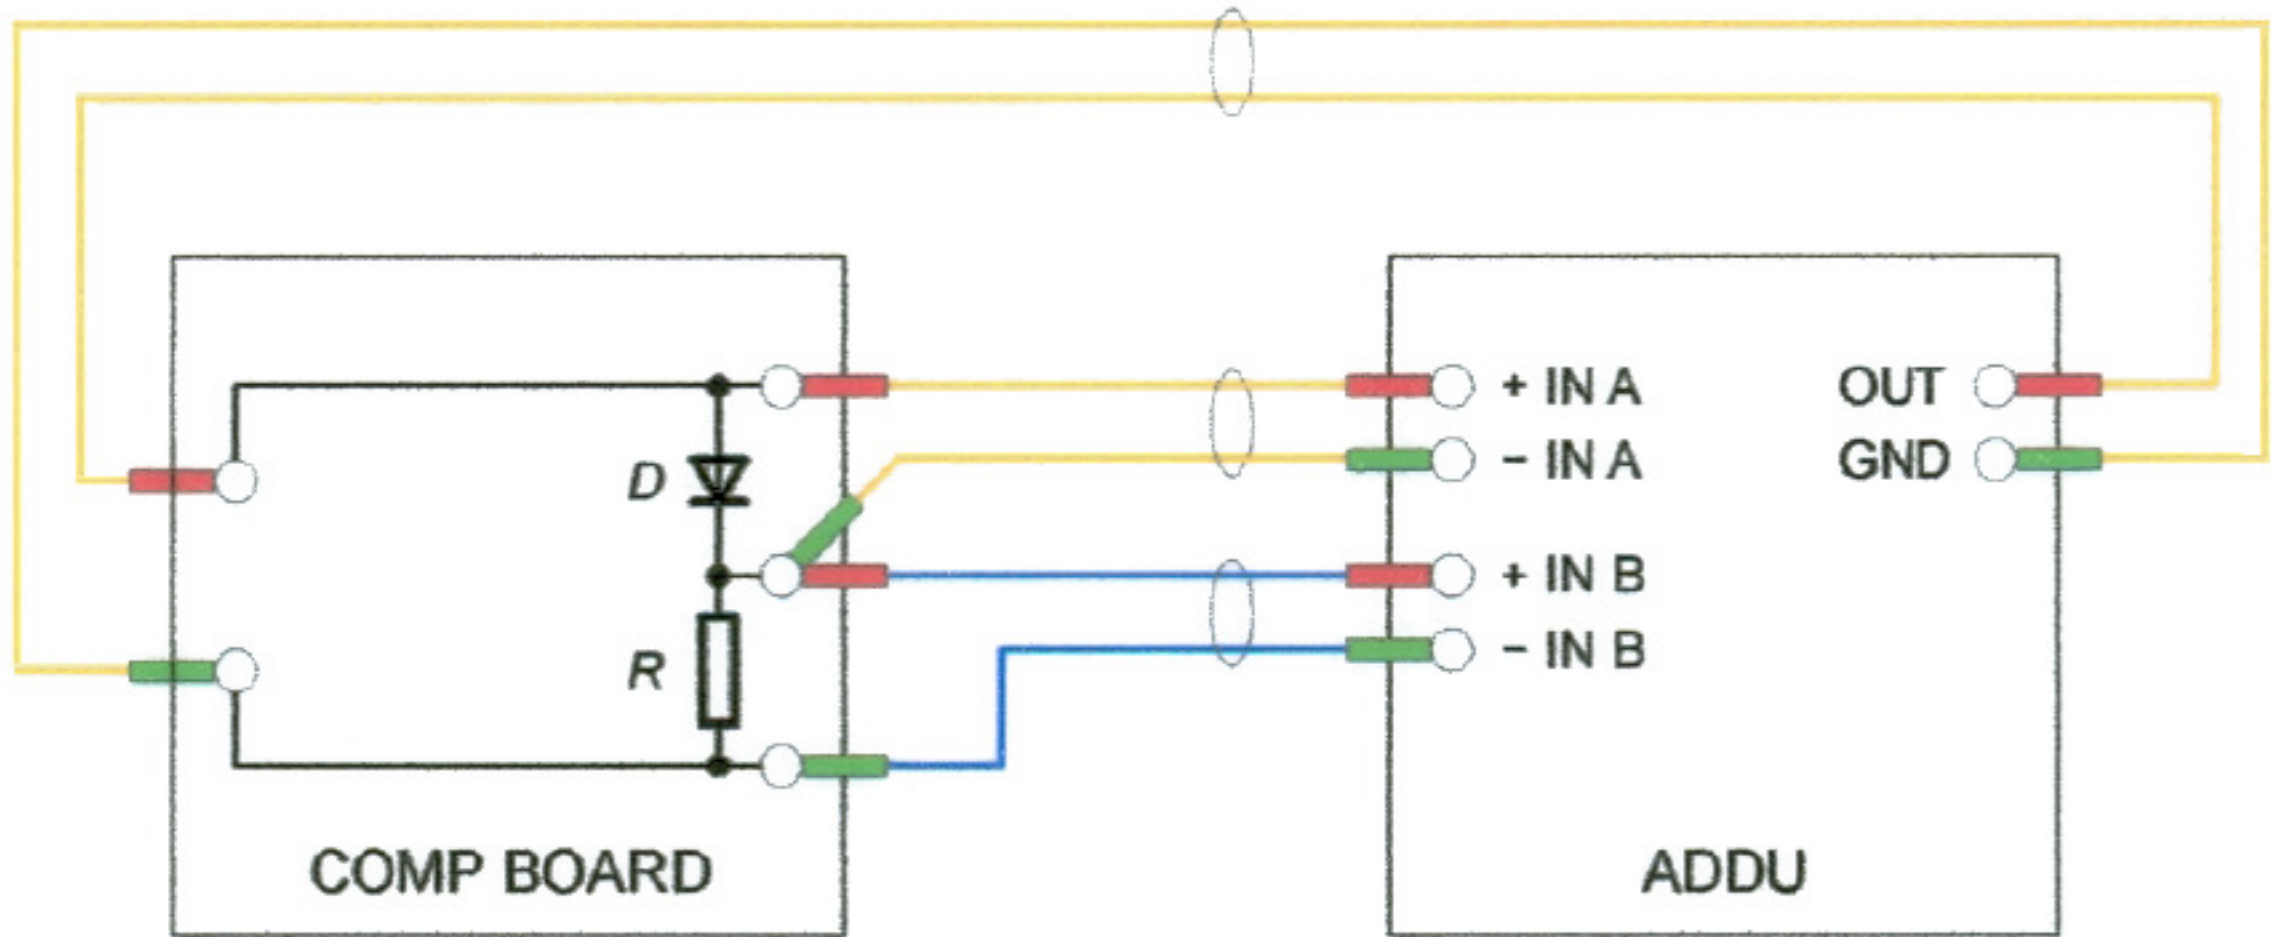 + IN A
OUT
− IN A
GND
D
+ IN B
− IN B
R
COMP BOARD
ADDU